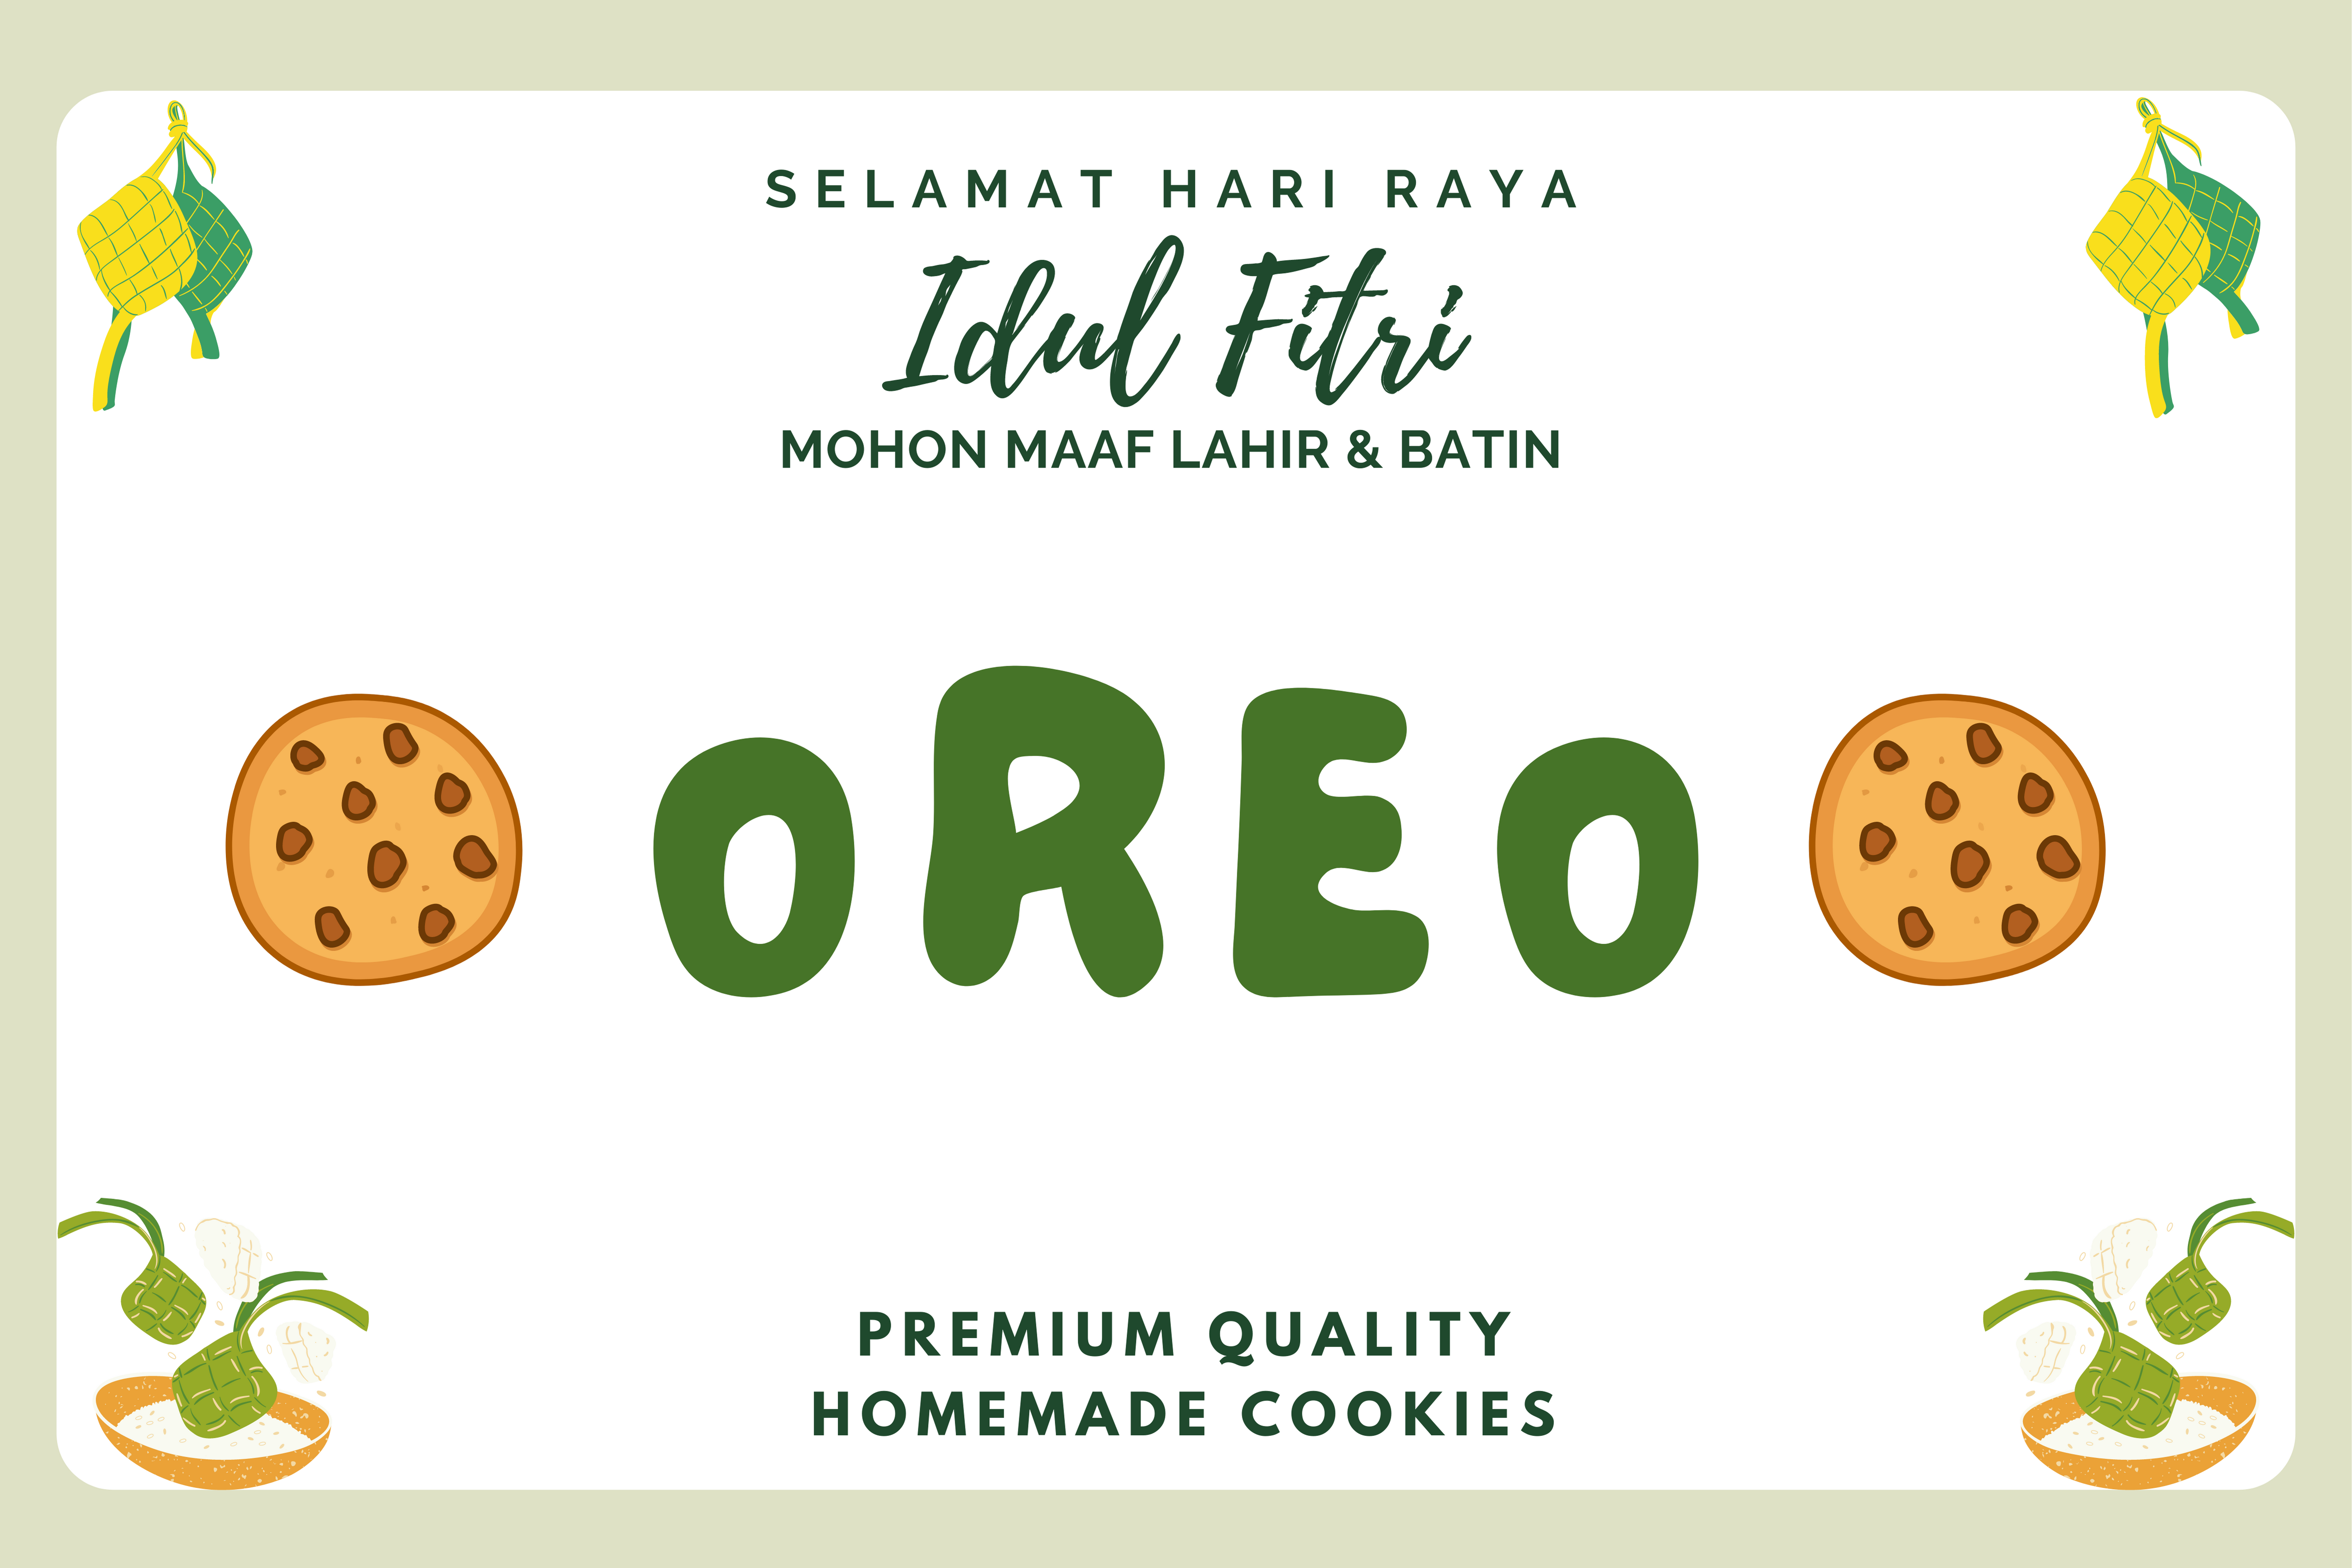 SELAMAT HARI RAYA
Idul Fitri
MOHON MAAF LAHIR & BATIN
OREO
PREMIUM QUALITY
HOMEMADE COOKIES